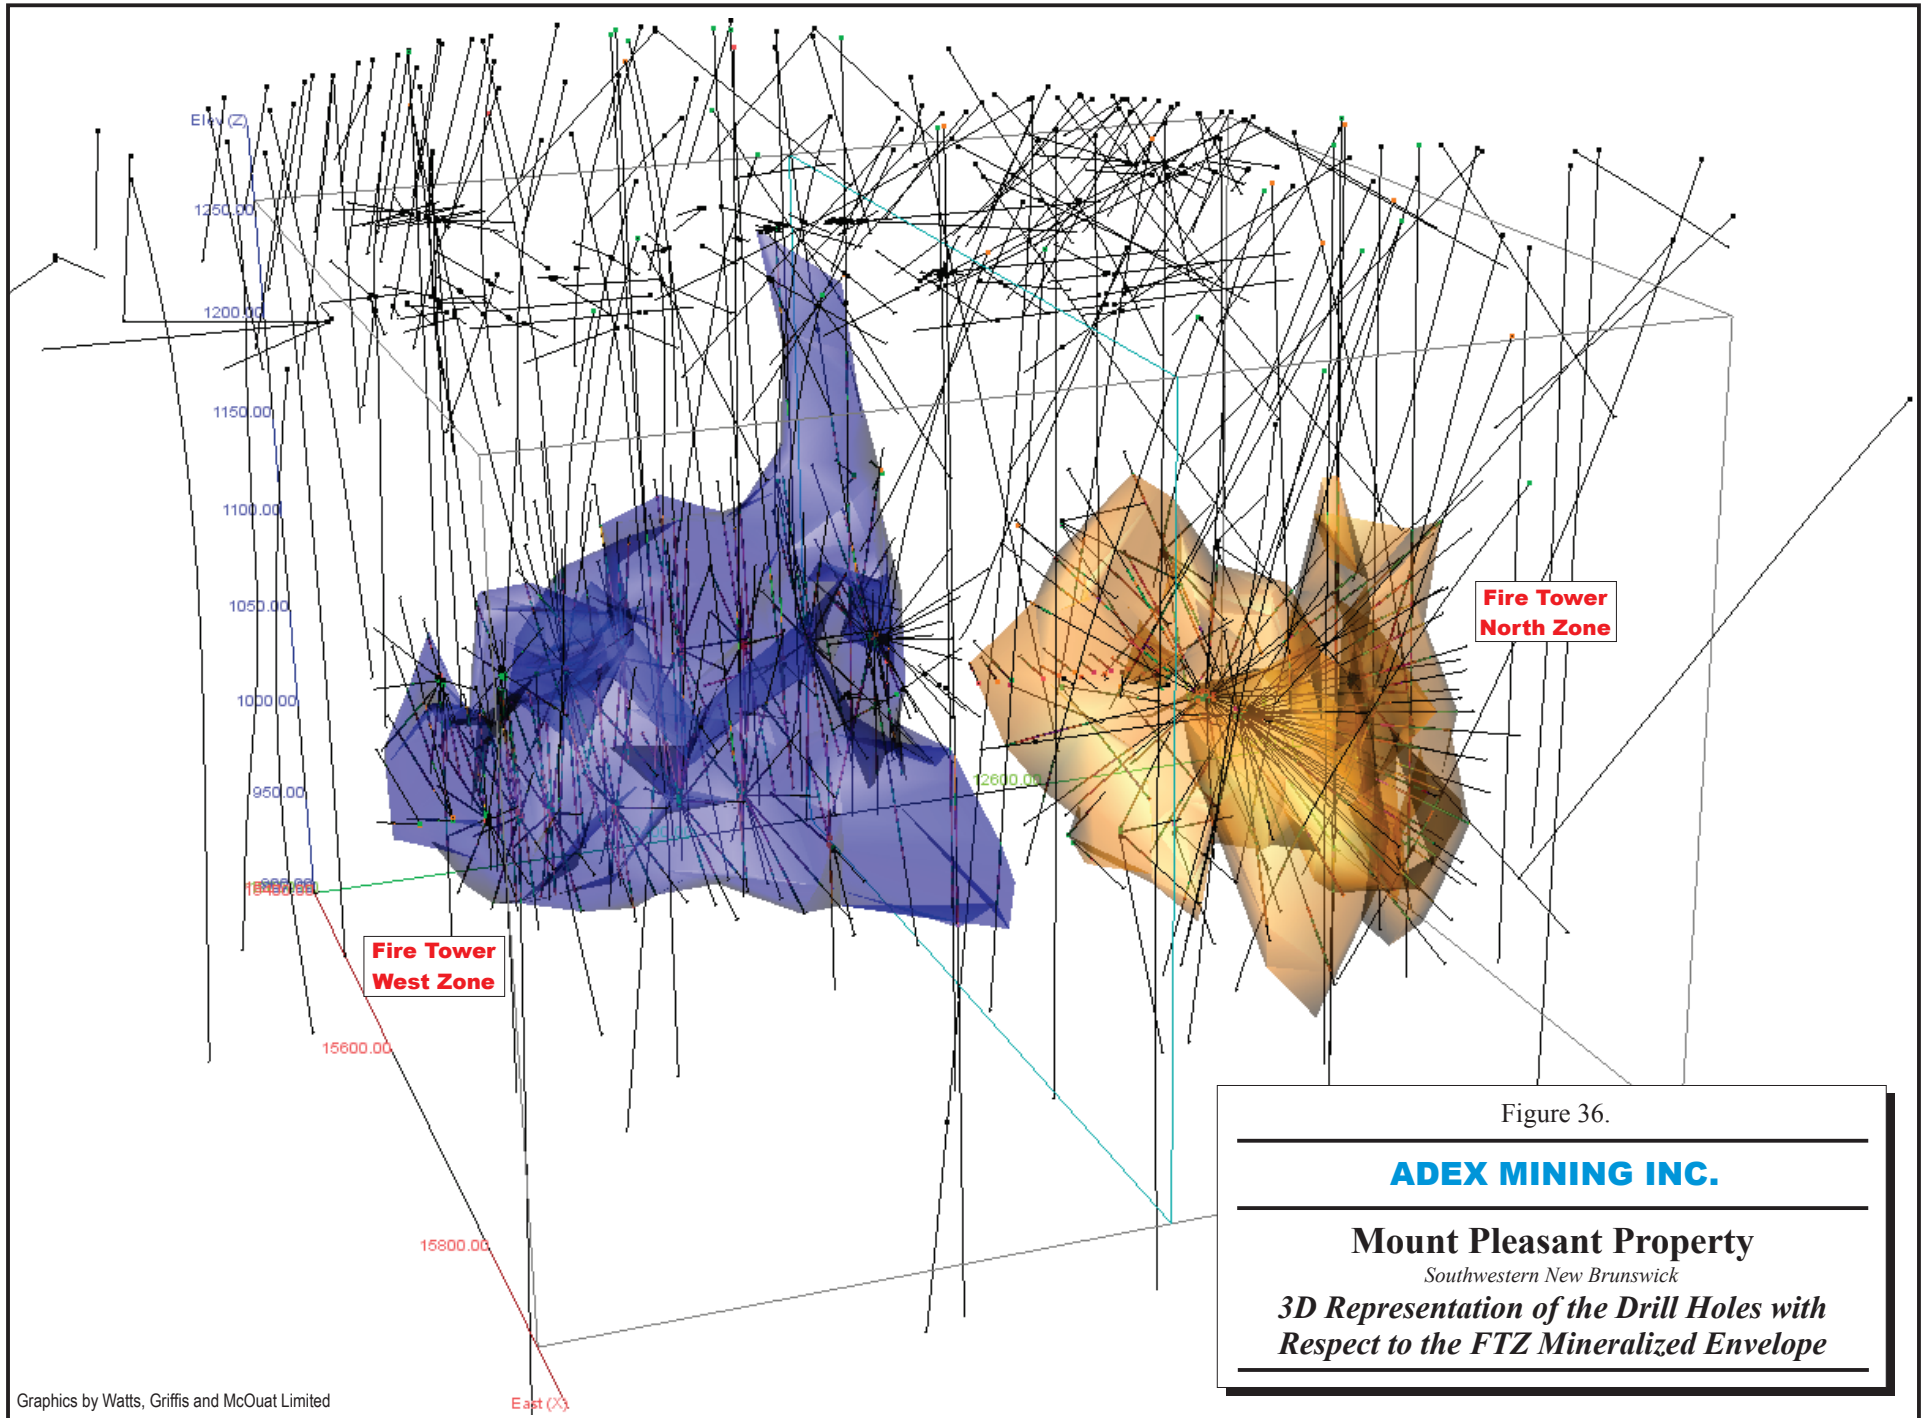 Elev (Z)
1250.00
1200.00
1150.00
1100.00
1050.00
1000.00
950.00
12600.00
15600.00
15800.00
East (X)
Fire Tower
West Zone
Fire Tower
North Zone
Figure 36.
ADEX MINING INC.
Mount Pleasant Property
Southwestern New Brunswick
3D Representation of the Drill Holes with
Respect to the FTZ Mineralized Envelope
Graphics by Watts, Griffis and McOuat Limited